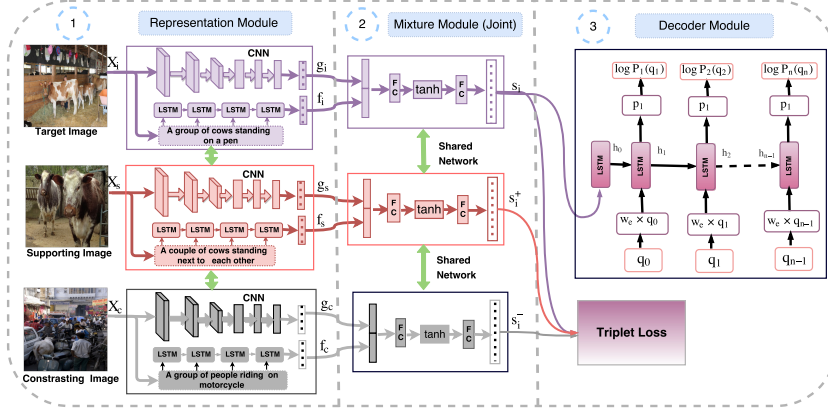 1 Representation Module
2 Mixture Module (Joint)
3 Decoder Module
X_i
CNN
g_i
f_i
LSTM LSTM LSTM LSTM
A group of cows standing
on a pen
Target Image
FC tanh FC
s_i
Shared
Network
X_s
CNN
g_s
f_s
LSTM LSTM LSTM LSTM
A couple of cows standing
next to each other
Supporting Image
FC tanh FC
s_i^+
Shared
Network
X_c
CNN
g_c
f_c
LSTM LSTM LSTM LSTM
A group of people riding on
motorcycle
Constrasting Image
FC tanh FC
s_i^-
log P_1(q_1) log P_2(q_2) log P_n(q_n)
p_1 p_1 p_1
LSTM h_0 LSTM h_1 LSTM h_2 h_n-1 LSTM
w_e × q_0 w_e × q_1 w_e × q_n-1
q_0 q_1 q_n-1
Triplet Loss